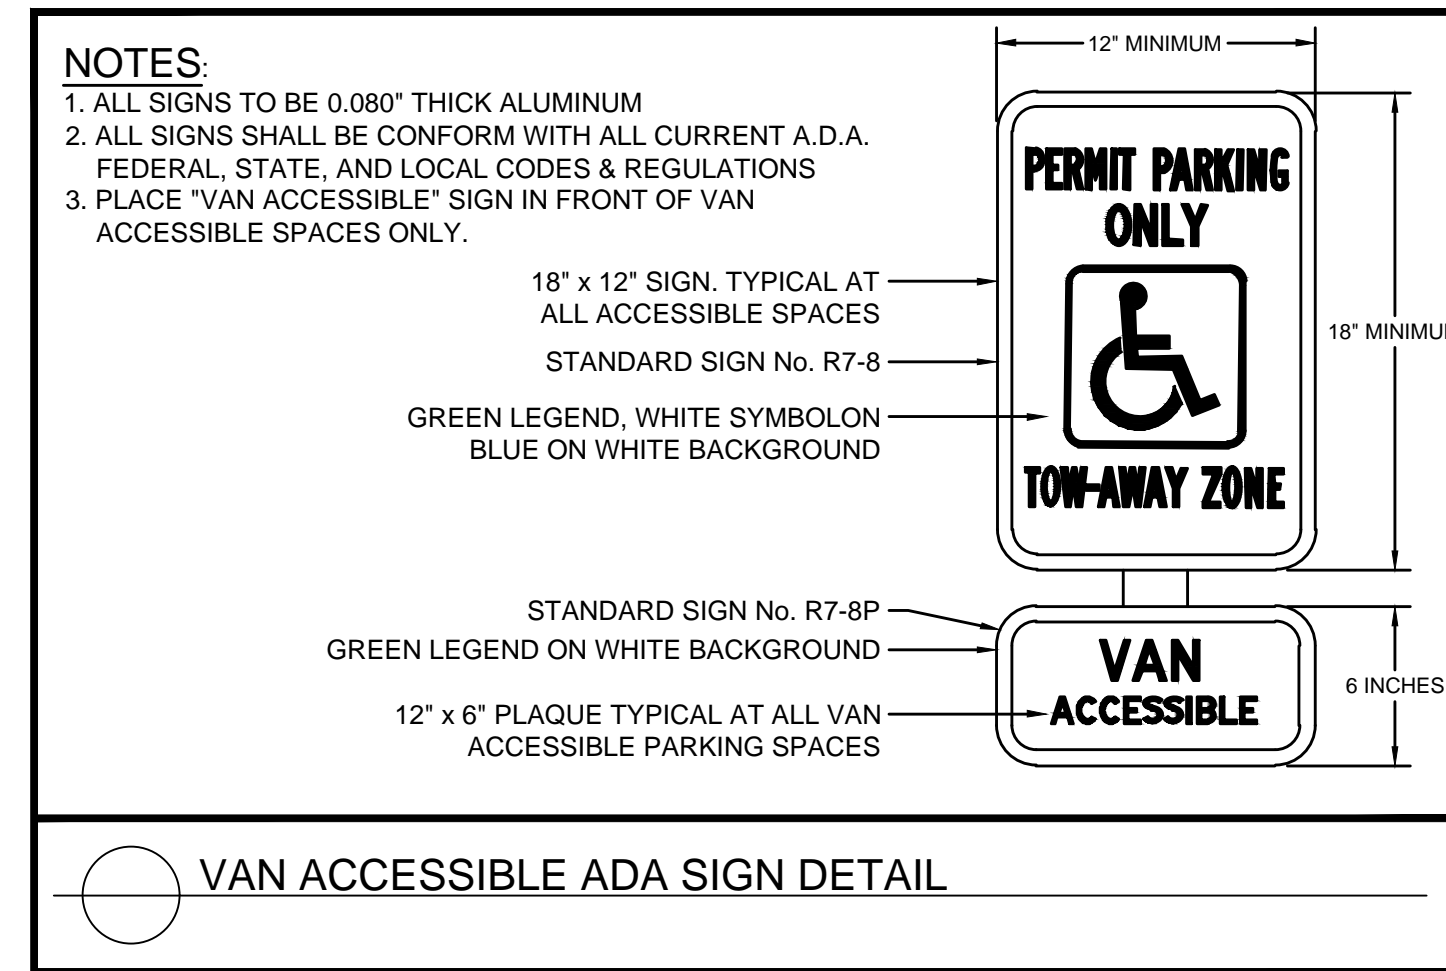 NOTES:
1. ALL SIGNS TO BE 0.080" THICK ALUMINUM
2. ALL SIGNS SHALL BE CONFORM WITH ALL CURRENT A.D.A.
FEDERAL, STATE, AND LOCAL CODES & REGULATIONS
3. PLACE "VAN ACCESSIBLE" SIGN IN FRONT OF VAN
ACCESSIBLE SPACES ONLY.
18" x 12" SIGN. TYPICAL AT
ALL ACCESSIBLE SPACES
STANDARD SIGN No. R7-8
GREEN LEGEND, WHITE SYMBOLON
BLUE ON WHITE BACKGROUND
STANDARD SIGN No. R7-8P
GREEN LEGEND ON WHITE BACKGROUND
12" x 6" PLAQUE TYPICAL AT ALL VAN
ACCESSIBLE PARKING SPACES
12" MINIMUM
PERMIT PARKING
ONLY
TOW-AWAY ZONE
18" MINIMU
VAN
ACCESSIBLE
6 INCHES
VAN ACCESSIBLE ADA SIGN DETAIL